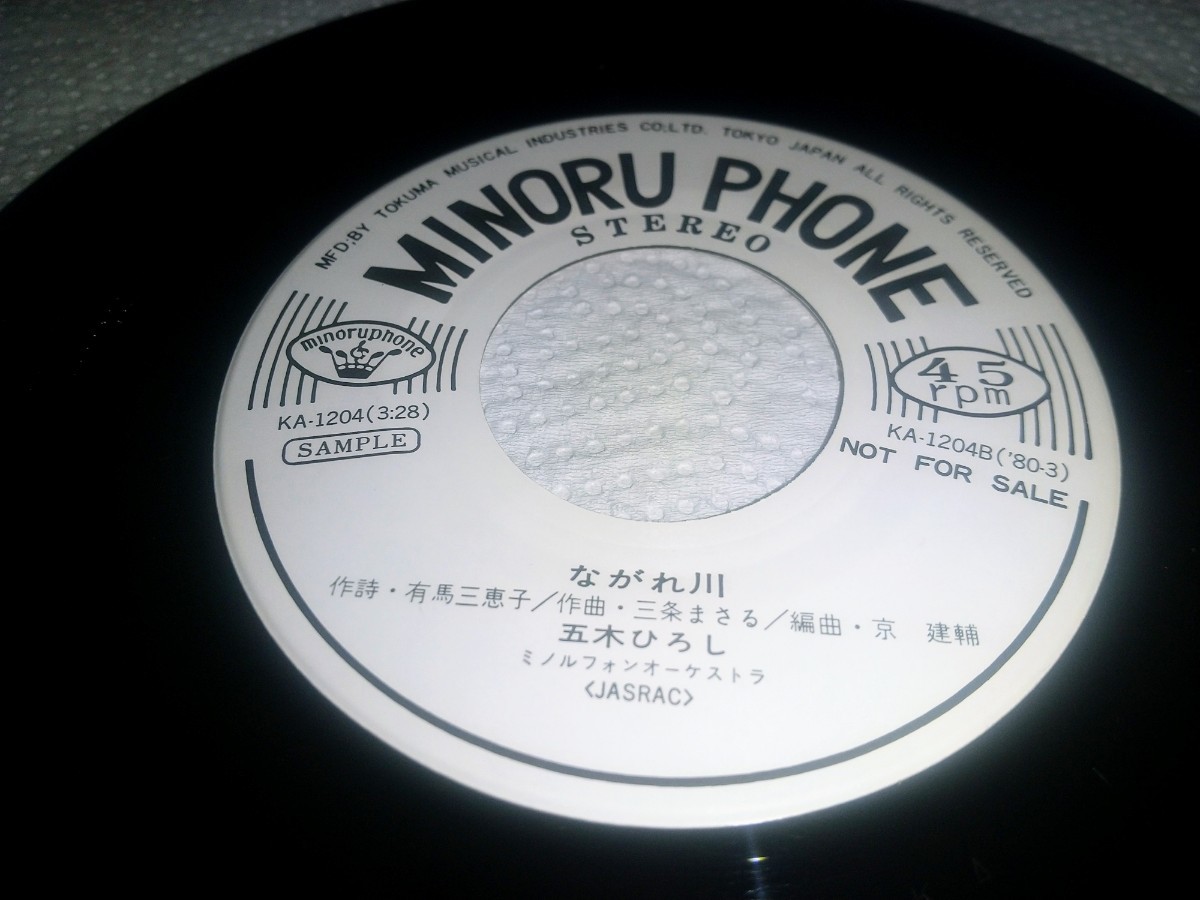 MFD;BY TOKUMA MUSICAL INDUSTRIES CO;LTD. TOKYO JAPAN ALL RIGHTS RESERVED
MINORU PHONE
STEREO
minoruphone
45
rpm
KA-1204(3:28)
SAMPLE
KA-1204B('80-3)
NOT FOR SALE
ながれ川
作詩・有馬三恵子/作曲・三条まさる/編曲・京 建輔
五木ひろし
ミノルフォンオーケストラ
<JASRAC>